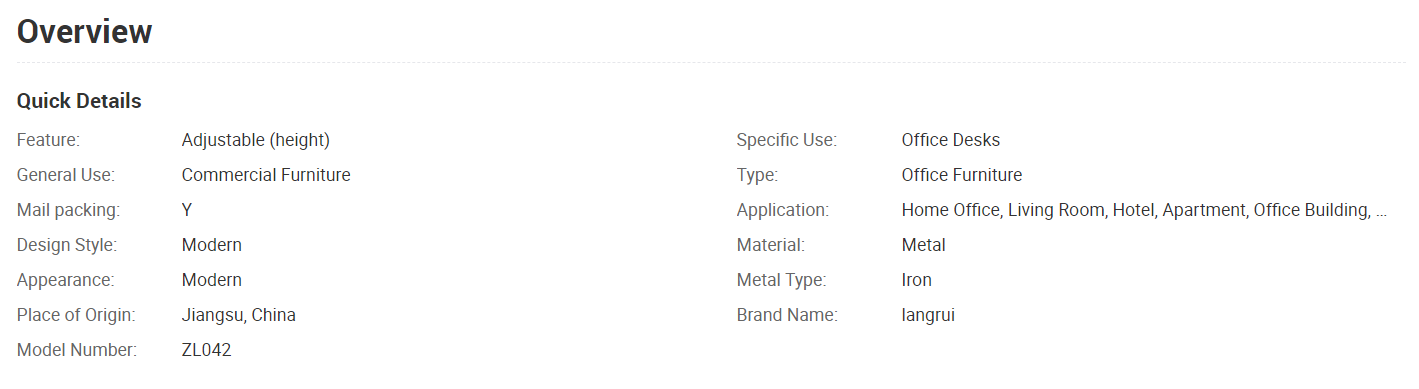 Overview
Quick Details
Feature: Adjustable (height) Specific Use: Office Desks
General Use: Commercial Furniture Type: Office Furniture
Mail packing: Y Application: Home Office, Living Room, Hotel, Apartment, Office Building, ...
Design Style: Modern Material: Metal
Appearance: Modern Metal Type: Iron
Place of Origin: Jiangsu, China Brand Name: langrui
Model Number: ZL042